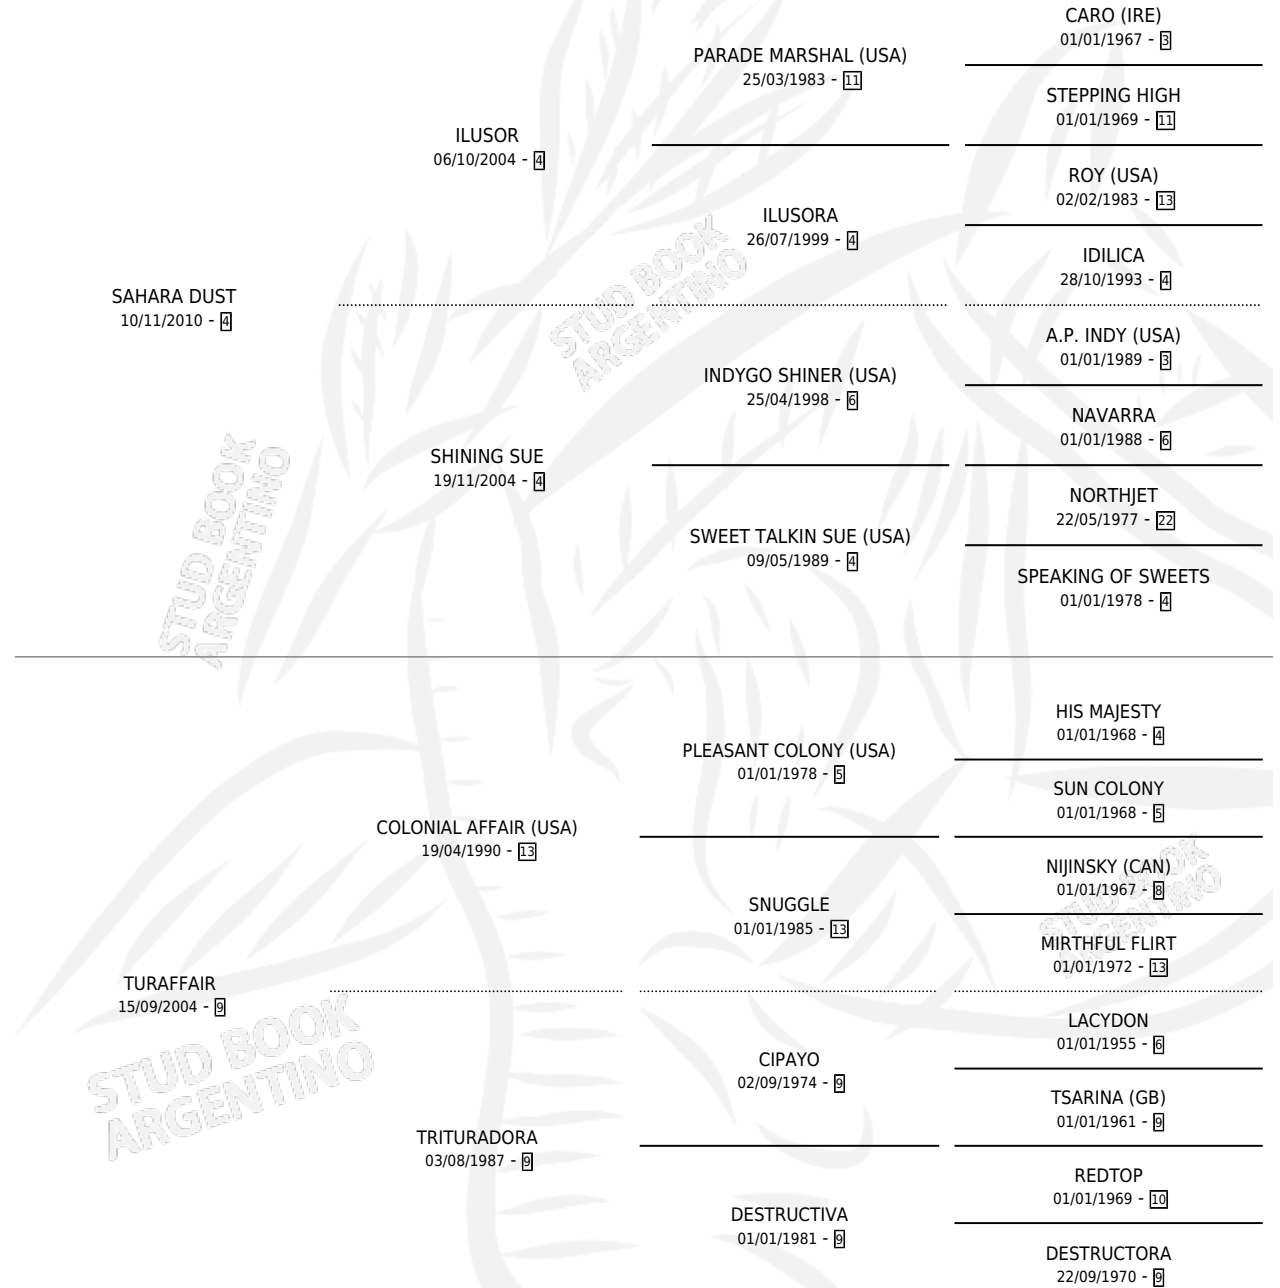 CARO (IRE)
01/01/1967 - 3
PARADE MARSHAL (USA)
25/03/1983 - 11
STEPPING HIGH
01/01/1969 - 11
ILUSOR
06/10/2004 - 4
ROY (USA)
02/02/1983 - 13
ILUSORA
26/07/1999 - 4
IDILICA
28/10/1993 - 4
SAHARA DUST
10/11/2010 - 4
A.P. INDY (USA)
01/01/1989 - 3
INDYGO SHINER (USA)
25/04/1998 - 6
NAVARRA
01/01/1988 - 6
SHINING SUE
19/11/2004 - 4
NORTHJET
22/05/1977 - 22
SWEET TALKIN SUE (USA)
09/05/1989 - 4
SPEAKING OF SWEETS
01/01/1978 - 4
HIS MAJESTY
01/01/1968 - 4
PLEASANT COLONY (USA)
01/01/1978 - 5
SUN COLONY
01/01/1968 - 5
COLONIAL AFFAIR (USA)
19/04/1990 - 13
NIJINSKY (CAN)
01/01/1967 - 8
SNUGGLE
01/01/1985 - 13
MIRTHFUL FLIRT
01/01/1972 - 13
TURAFFAIR
15/09/2004 - 9
LACYDON
01/01/1955 - 6
CIPAYO
02/09/1974 - 9
TSARINA (GB)
01/01/1961 - 9
TRITURADORA
03/08/1987 - 9
REDTOP
01/01/1969 - 10
DESTRUCTIVA
01/01/1981 - 9
DESTRUCTORA
22/09/1970 - 9
STUD BOOK
ARGENTINO
STUD BOOK
ARGENTINO
STUD BOOK
ARGENTINO
STUD BOOK
ARGENTINO